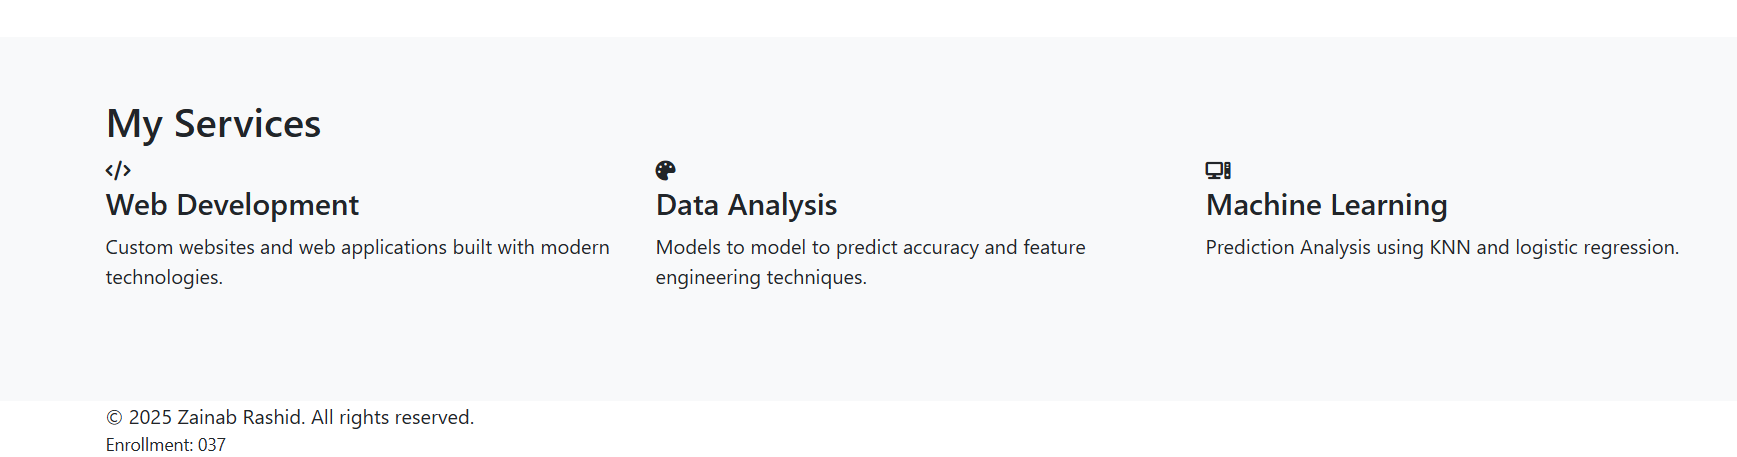 My Services
Web Development
Custom websites and web applications built with modern
technologies.
Data Analysis
Models to model to predict accuracy and feature
engineering techniques.
Machine Learning
Prediction Analysis using KNN and logistic regression.
© 2025 Zainab Rashid. All rights reserved.
Enrollment: 037